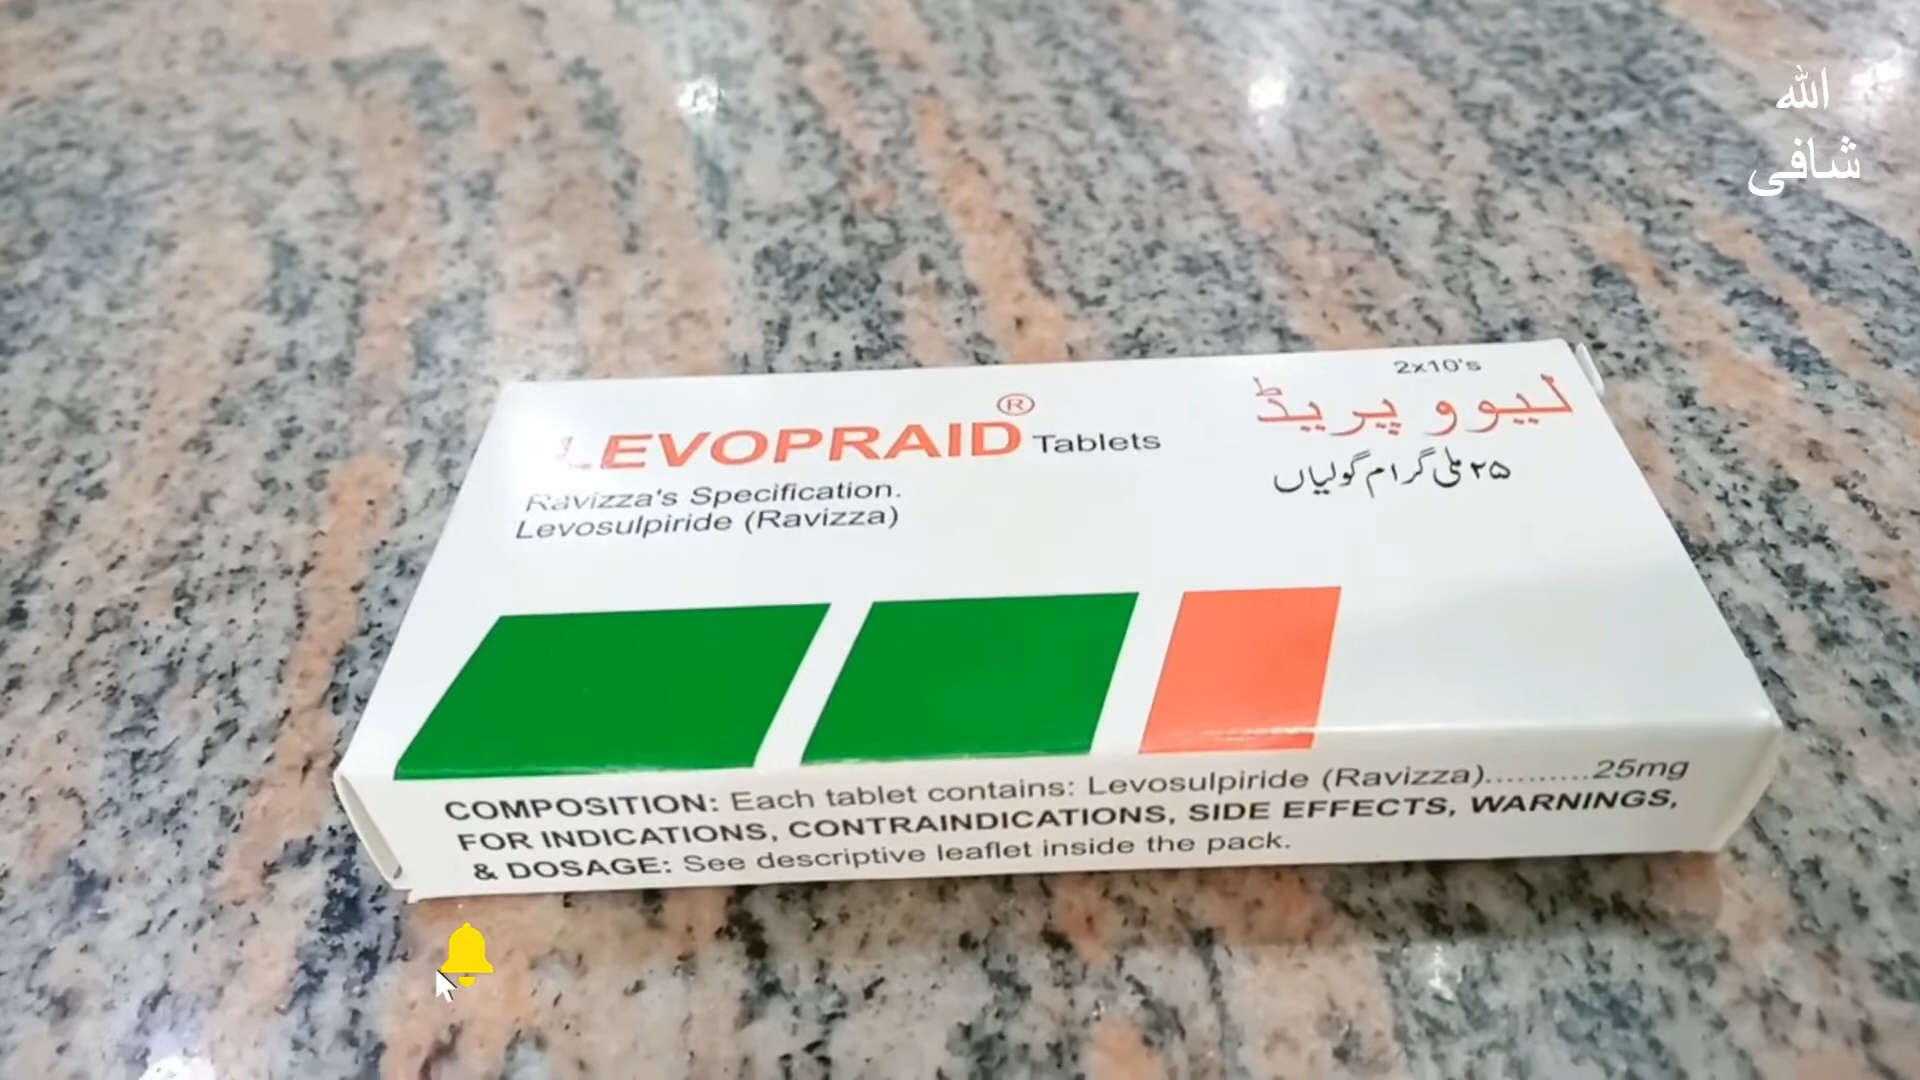 الله
شافی
2x10's
LEVOPRAID® Tablets
لیوو پریڈ
۲۵ ملی گرام گولیاں
Ravizza's Specification.
Levosulpiride (Ravizza)
COMPOSITION: Each tablet contains: Levosulpiride (Ravizza)..........25mg
FOR INDICATIONS, CONTRAINDICATIONS, SIDE EFFECTS, WARNINGS,
& DOSAGE: See descriptive leaflet inside the pack.